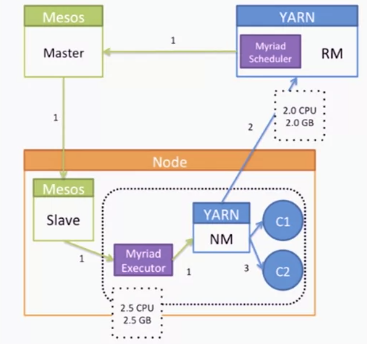 Mesos
Master
1
YARN
Myriad
Scheduler
RM
1
2
2.0 CPU
2.0 GB
Node
Mesos
Slave
1
Myriad
Executor
1
YARN
NM
3
C1
C2
2.5 CPU
2.5 GB